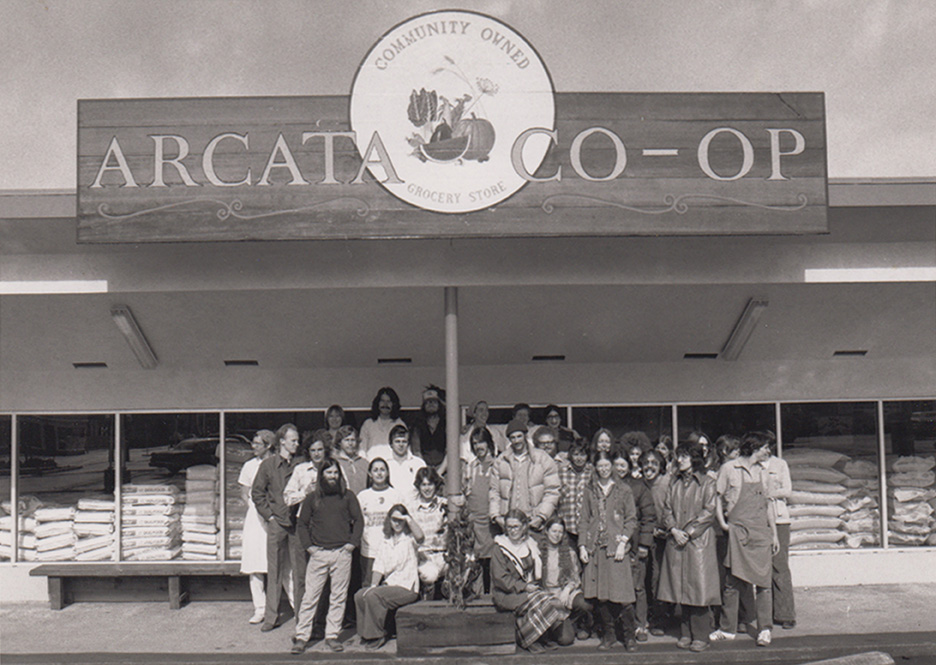 COMMUNITY OWNED
ARCATA CO-OP
GROCERY STORE